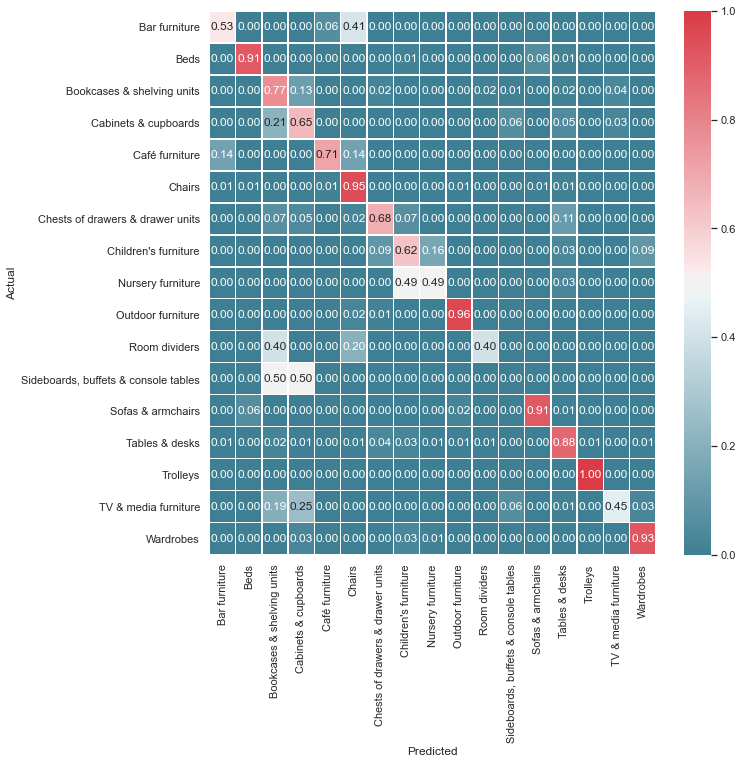 Bar furniture 0.53 0.00 0.00 0.00 0.06 0.41 0.00 0.00 0.00 0.00 0.00 0.00 0.00 0.00 0.00 0.00 0.00
Beds 0.00 0.91 0.00 0.00 0.00 0.00 0.00 0.01 0.00 0.00 0.00 0.00 0.06 0.01 0.00 0.00 0.00
Bookcases & shelving units 0.00 0.00 0.77 0.13 0.00 0.00 0.02 0.00 0.00 0.00 0.02 0.01 0.00 0.02 0.00 0.04 0.00
Cabinets & cupboards 0.00 0.00 0.21 0.65 0.00 0.00 0.00 0.00 0.00 0.00 0.00 0.06 0.00 0.05 0.00 0.03 0.00
Café furniture 0.14 0.00 0.00 0.00 0.71 0.14 0.00 0.00 0.00 0.00 0.00 0.00 0.00 0.00 0.00 0.00 0.00
Chairs 0.01 0.01 0.00 0.00 0.01 0.95 0.00 0.00 0.00 0.01 0.00 0.00 0.01 0.01 0.00 0.00 0.00
Chests of drawers & drawer units 0.00 0.00 0.07 0.05 0.00 0.02 0.68 0.07 0.00 0.00 0.00 0.00 0.00 0.11 0.00 0.00 0.00
Children's furniture 0.00 0.00 0.00 0.00 0.00 0.00 0.09 0.62 0.16 0.00 0.00 0.00 0.00 0.03 0.00 0.00 0.09
Nursery furniture 0.00 0.00 0.00 0.00 0.00 0.00 0.00 0.49 0.49 0.00 0.00 0.00 0.00 0.03 0.00 0.00 0.00
Outdoor furniture 0.00 0.00 0.00 0.00 0.00 0.02 0.01 0.00 0.00 0.96 0.00 0.00 0.00 0.00 0.00 0.00 0.00
Room dividers 0.00 0.00 0.40 0.00 0.00 0.20 0.00 0.00 0.00 0.00 0.40 0.00 0.00 0.00 0.00 0.00 0.00
Sideboards, buffets & console tables 0.00 0.00 0.50 0.50 0.00 0.00 0.00 0.00 0.00 0.00 0.00 0.00 0.00 0.00 0.00 0.00 0.00
Sofas & armchairs 0.00 0.06 0.00 0.00 0.00 0.00 0.00 0.00 0.00 0.02 0.00 0.00 0.91 0.01 0.00 0.00 0.00
Tables & desks 0.01 0.00 0.02 0.01 0.00 0.01 0.04 0.03 0.01 0.01 0.01 0.00 0.00 0.88 0.01 0.00 0.01
Trolleys 0.00 0.00 0.00 0.00 0.00 0.00 0.00 0.00 0.00 0.00 0.00 0.00 0.00 0.00 1.00 0.00 0.00
TV & media furniture 0.00 0.00 0.19 0.25 0.00 0.00 0.00 0.00 0.00 0.00 0.00 0.06 0.00 0.01 0.00 0.45 0.03
Wardrobes 0.00 0.00 0.00 0.03 0.00 0.00 0.00 0.03 0.01 0.00 0.00 0.00 0.00 0.00 0.00 0.00 0.93
Actual
Bar furniture
Beds
Bookcases & shelving units
Cabinets & cupboards
Café furniture
Chairs
Chests of drawers & drawer units
Children's furniture
Nursery furniture
Outdoor furniture
Room dividers
Sideboards, buffets & console tables
Sofas & armchairs
Tables & desks
Trolleys
TV & media furniture
Wardrobes
Predicted
1.0
0.8
0.6
0.4
0.2
0.0